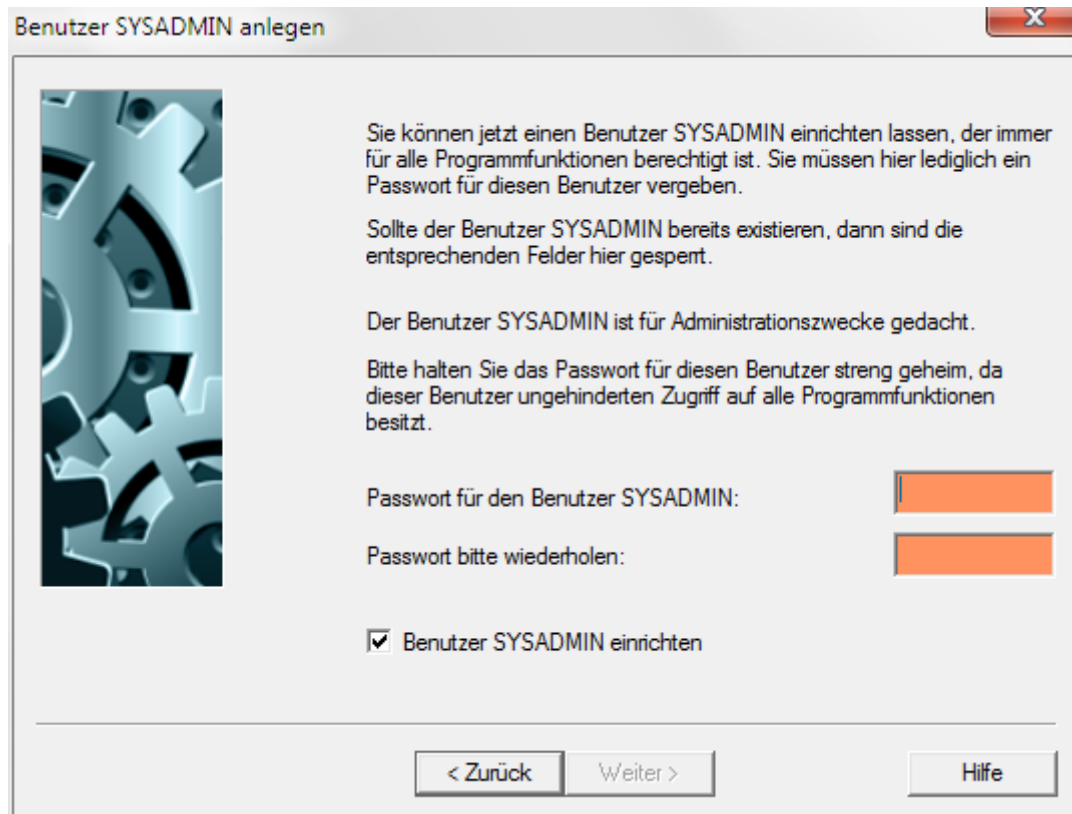 Benutzer SYSADMIN anlegen
Sie können jetzt einen Benutzer SYSADMIN einrichten lassen, der immer
für alle Programmfunktionen berechtigt ist. Sie müssen hier lediglich ein
Passwort für diesen Benutzer vergeben.
Sollte der Benutzer SYSADMIN bereits existieren, dann sind die
entsprechenden Felder hier gesperrt.
Der Benutzer SYSADMIN ist für Administrationszwecke gedacht.
Bitte halten Sie das Passwort für diesen Benutzer streng geheim, da
dieser Benutzer ungehinderten Zugriff auf alle Programmfunktionen
besitzt.
Passwort für den Benutzer SYSADMIN:
Passwort bitte wiederholen:
Benutzer SYSADMIN einrichten
< Zurück Weiter > Hilfe